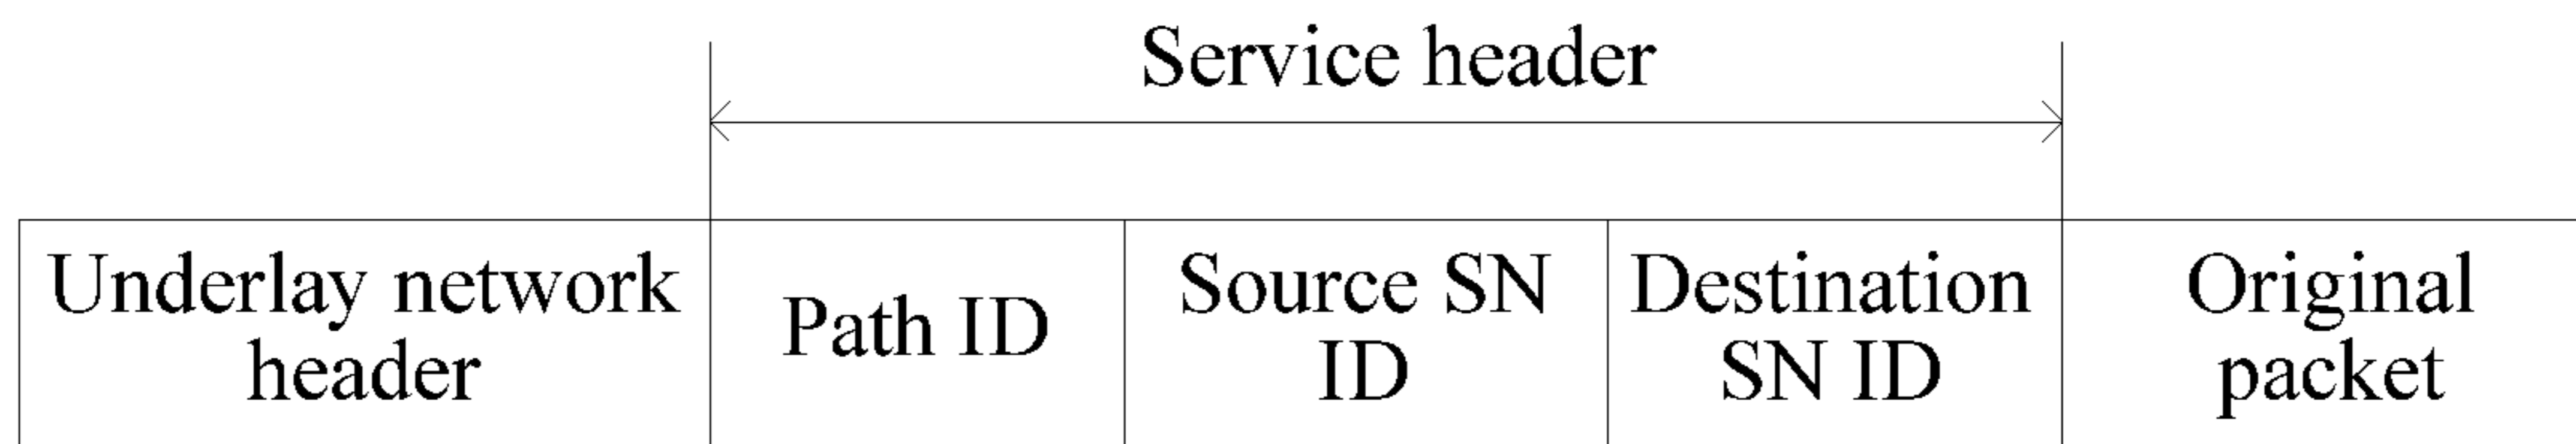 Service header
Underlay network
header
Path ID
Source SN
ID
Destination
SN ID
Original
packet